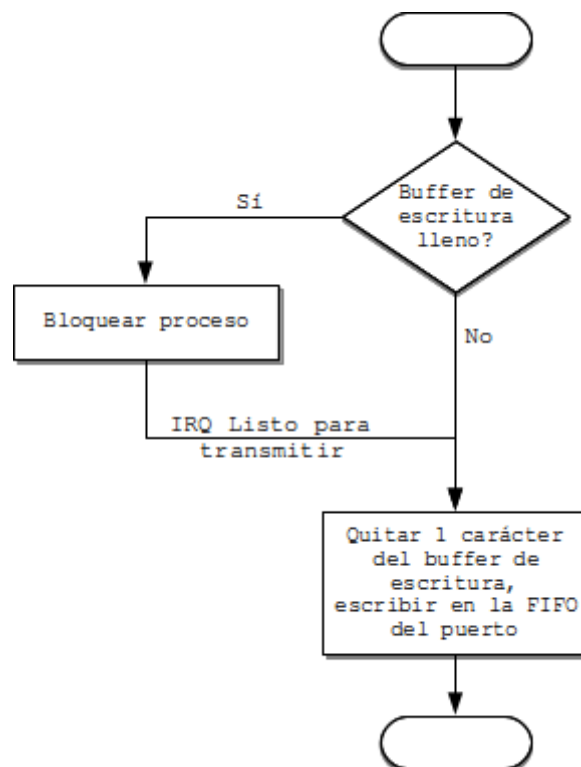 Buffer de
escritura
lleno?
Sí
Bloquear proceso
No
IRQ Listo para
transmitir
Quitar 1 carácter
del buffer de
escritura,
escribir en la FIFO
del puerto